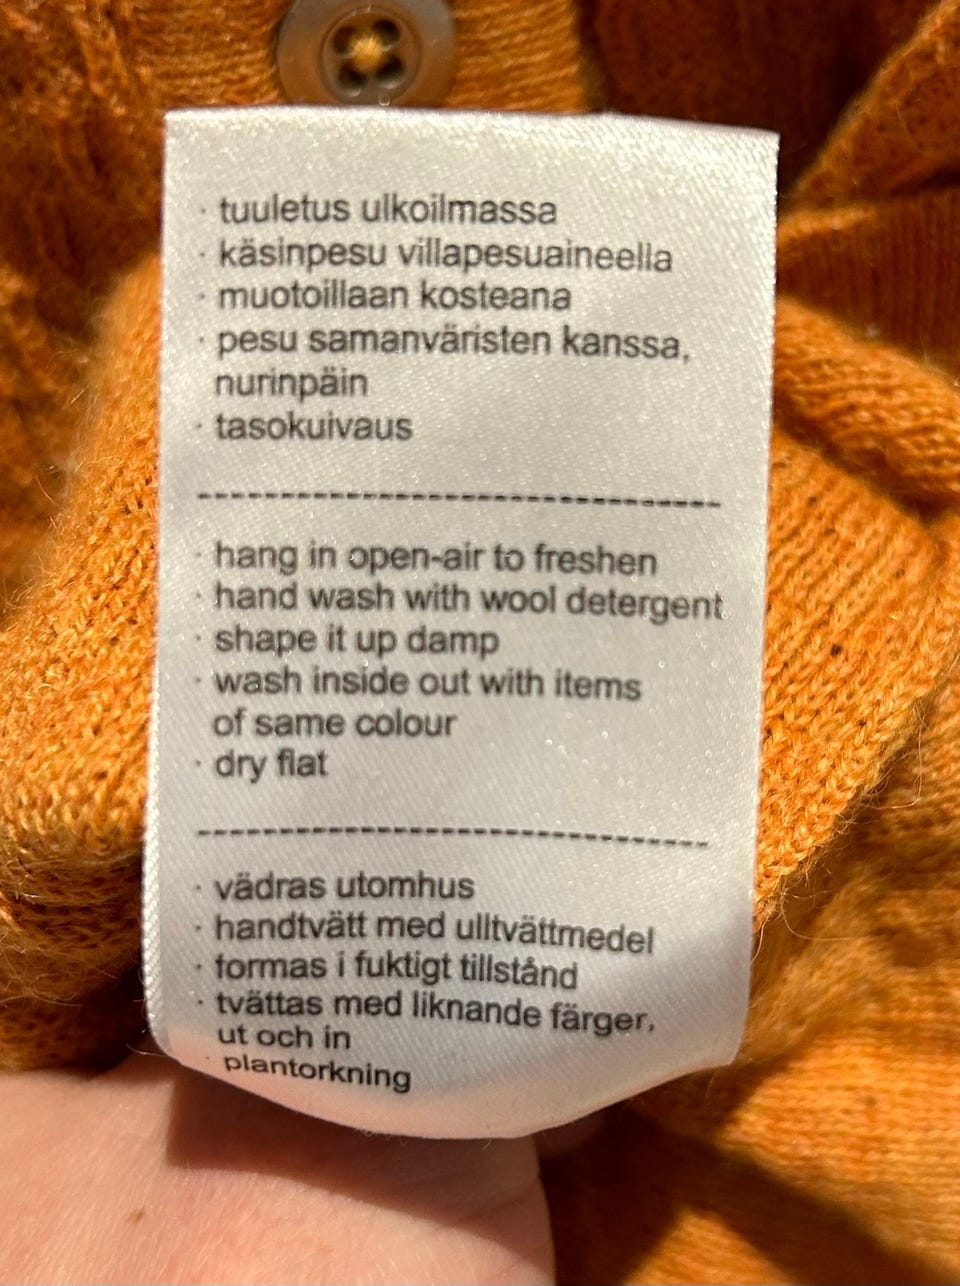 · tuuletus ulkoilmassa
· käsinpesu villapesuaineella
· muotoillaan kosteana
· pesu samanväristen kanssa,
nurinpäin
· tasokuivaus
------------------------------------------
· hang in open-air to freshen
· hand wash with wool detergent
· shape it up damp
· wash inside out with items
of same colour
· dry flat
------------------------------------------
· vädras utomhus
· handtvätt med ulltvättmedel
· formas i fuktigt tillstånd
· tvättas med liknande färger,
ut och in
· plantorkning